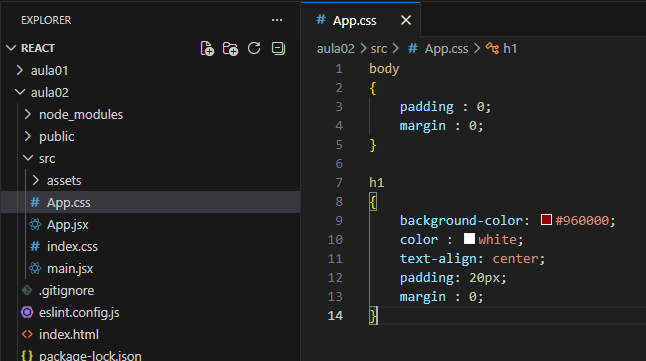 EXPLORER
REACT
aula01
aula02
node_modules
public
src
assets
# App.css
App.jsx
# index.css
main.jsx
.gitignore
eslint.config.js
<> index.html
{} package-lock.json
# App.css
aula02 > src > # App.css > h1
1 body
2 {
3 padding : 0;
4 margin : 0;
5 }
6
7 h1
8 {
9 background-color: #960000;
10 color : white;
11 text-align: center;
12 padding: 20px;
13 margin : 0;
14 }